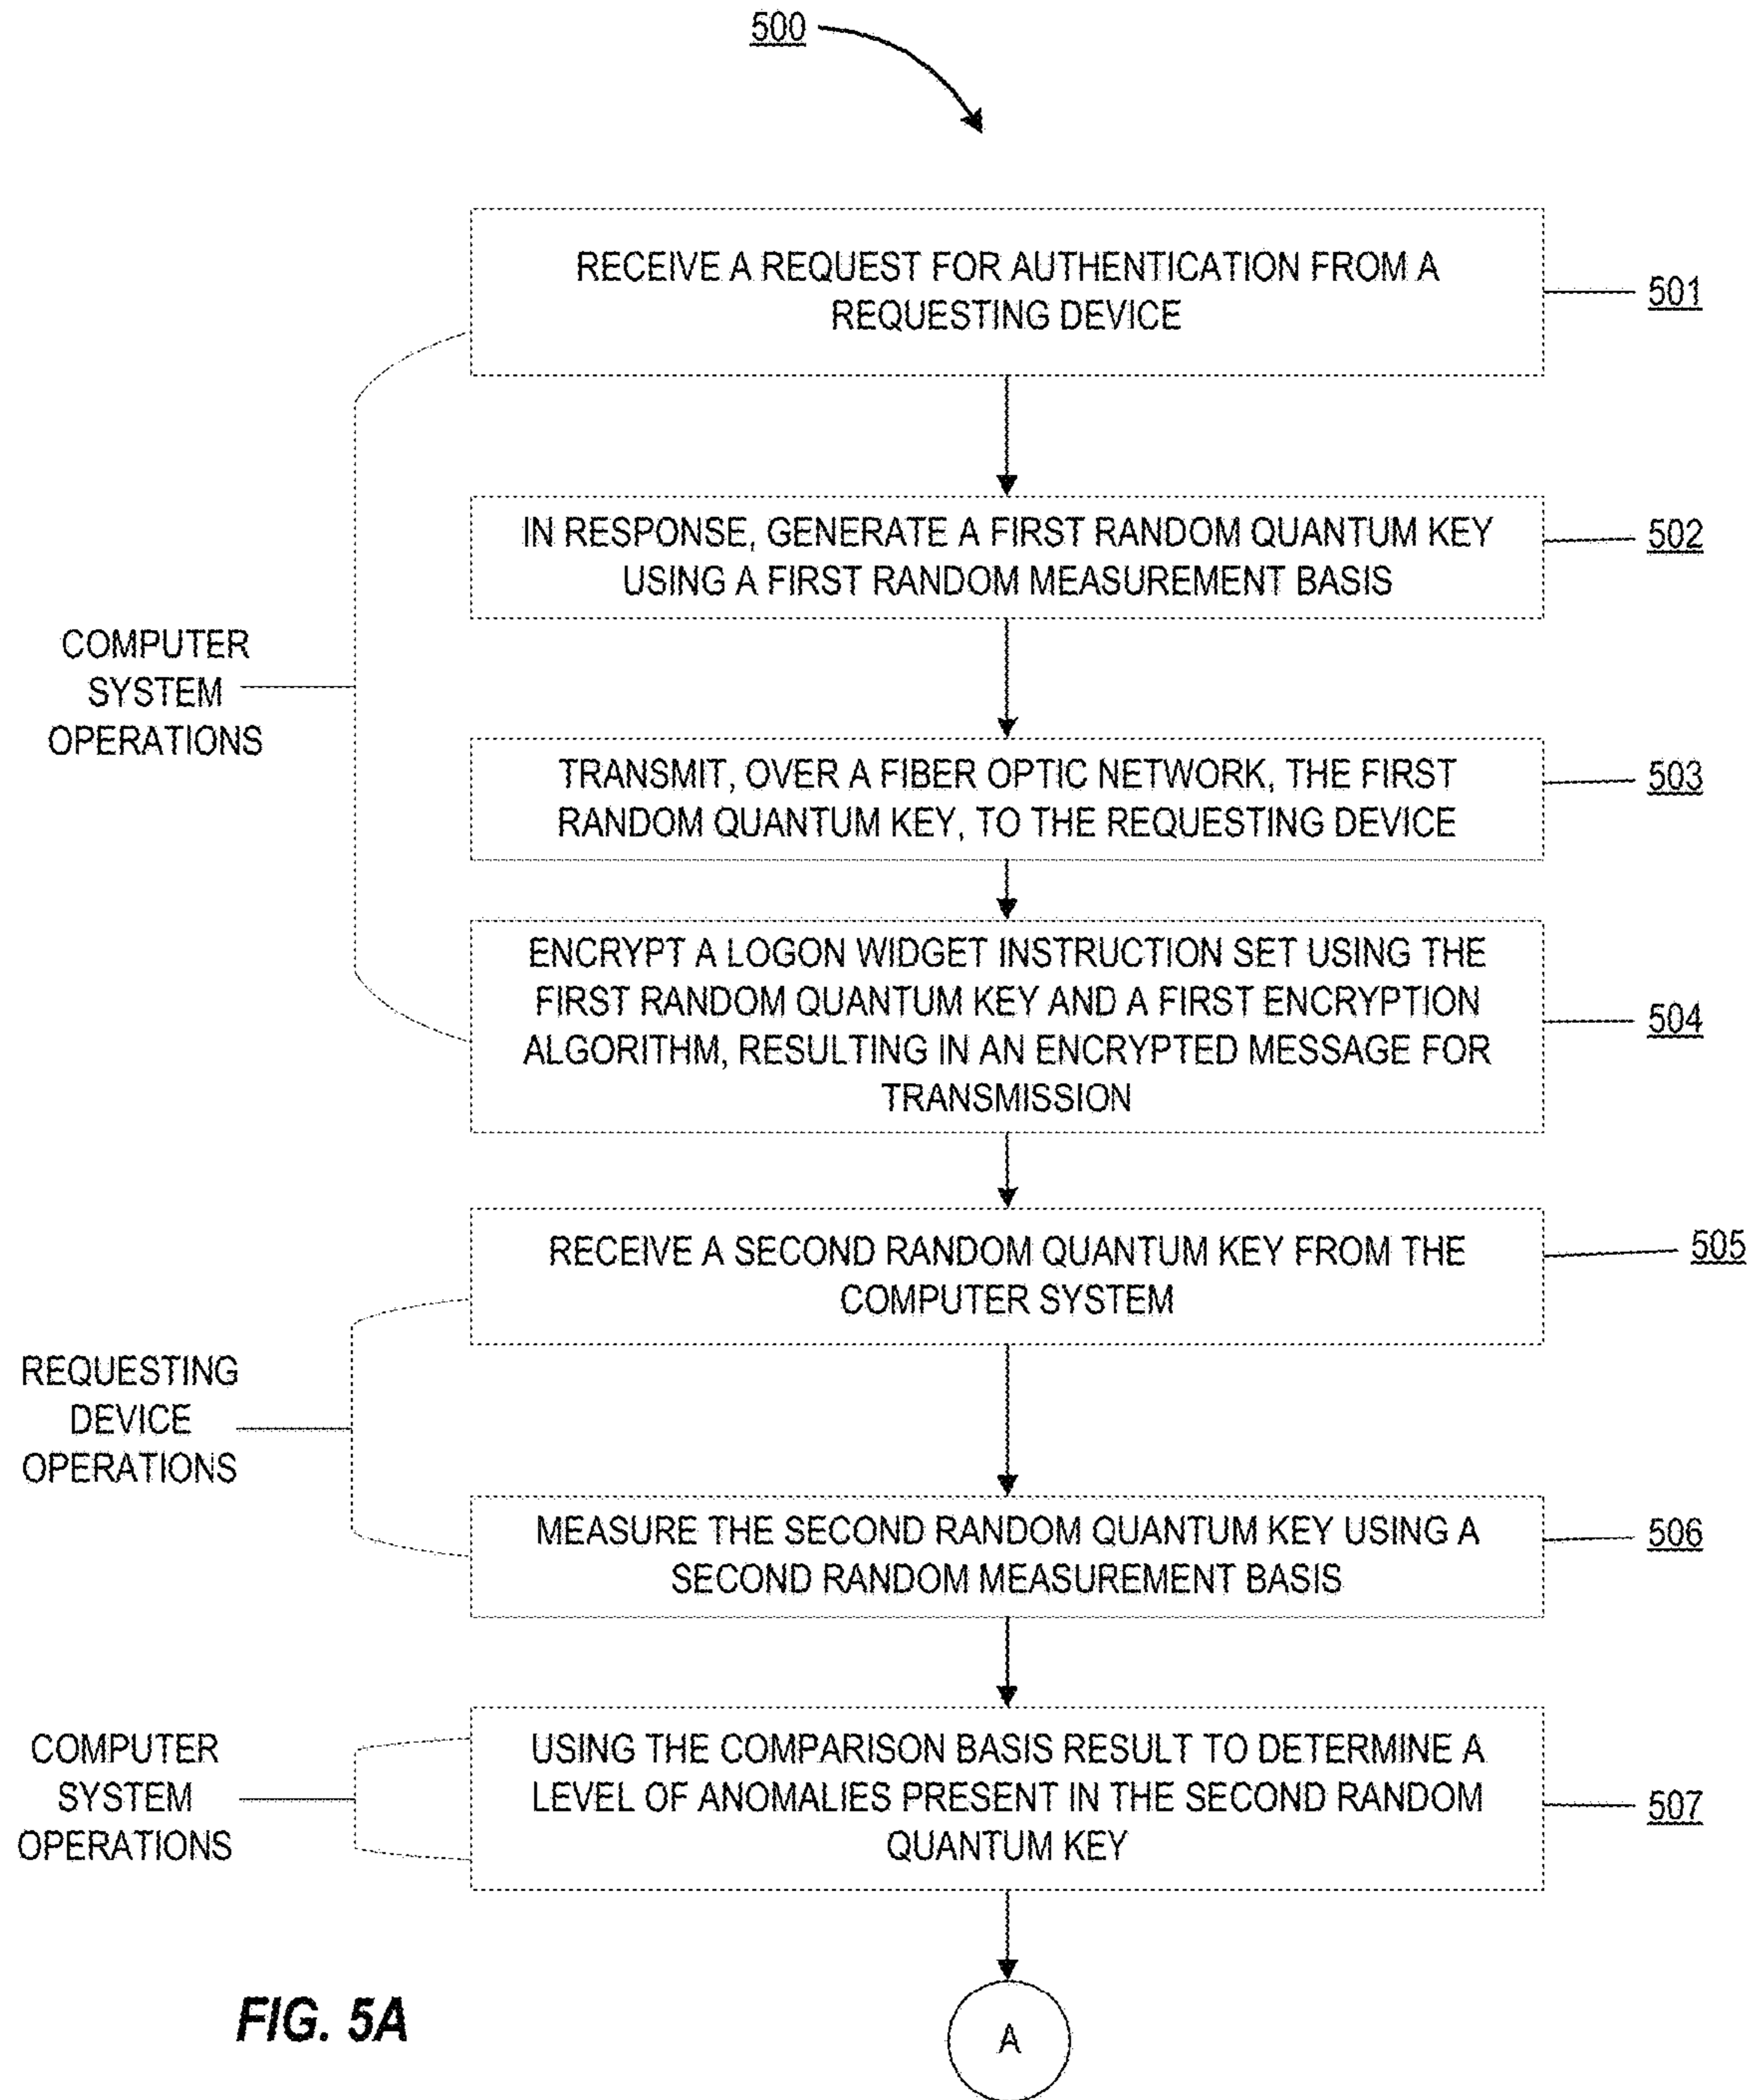 500
RECEIVE A REQUEST FOR AUTHENTICATION FROM A
REQUESTING DEVICE
501
IN RESPONSE, GENERATE A FIRST RANDOM QUANTUM KEY
USING A FIRST RANDOM MEASUREMENT BASIS
502
COMPUTER
SYSTEM
OPERATIONS
TRANSMIT, OVER A FIBER OPTIC NETWORK, THE FIRST
RANDOM QUANTUM KEY, TO THE REQUESTING DEVICE
503
ENCRYPT A LOGON WIDGET INSTRUCTION SET USING THE
FIRST RANDOM QUANTUM KEY AND A FIRST ENCRYPTION
ALGORITHM, RESULTING IN AN ENCRYPTED MESSAGE FOR
TRANSMISSION
504
RECEIVE A SECOND RANDOM QUANTUM KEY FROM THE
COMPUTER SYSTEM
505
REQUESTING
DEVICE
OPERATIONS
MEASURE THE SECOND RANDOM QUANTUM KEY USING A
SECOND RANDOM MEASUREMENT BASIS
506
COMPUTER
SYSTEM
OPERATIONS
USING THE COMPARISON BASIS RESULT TO DETERMINE A
LEVEL OF ANOMALIES PRESENT IN THE SECOND RANDOM
QUANTUM KEY
507
FIG. 5A
A